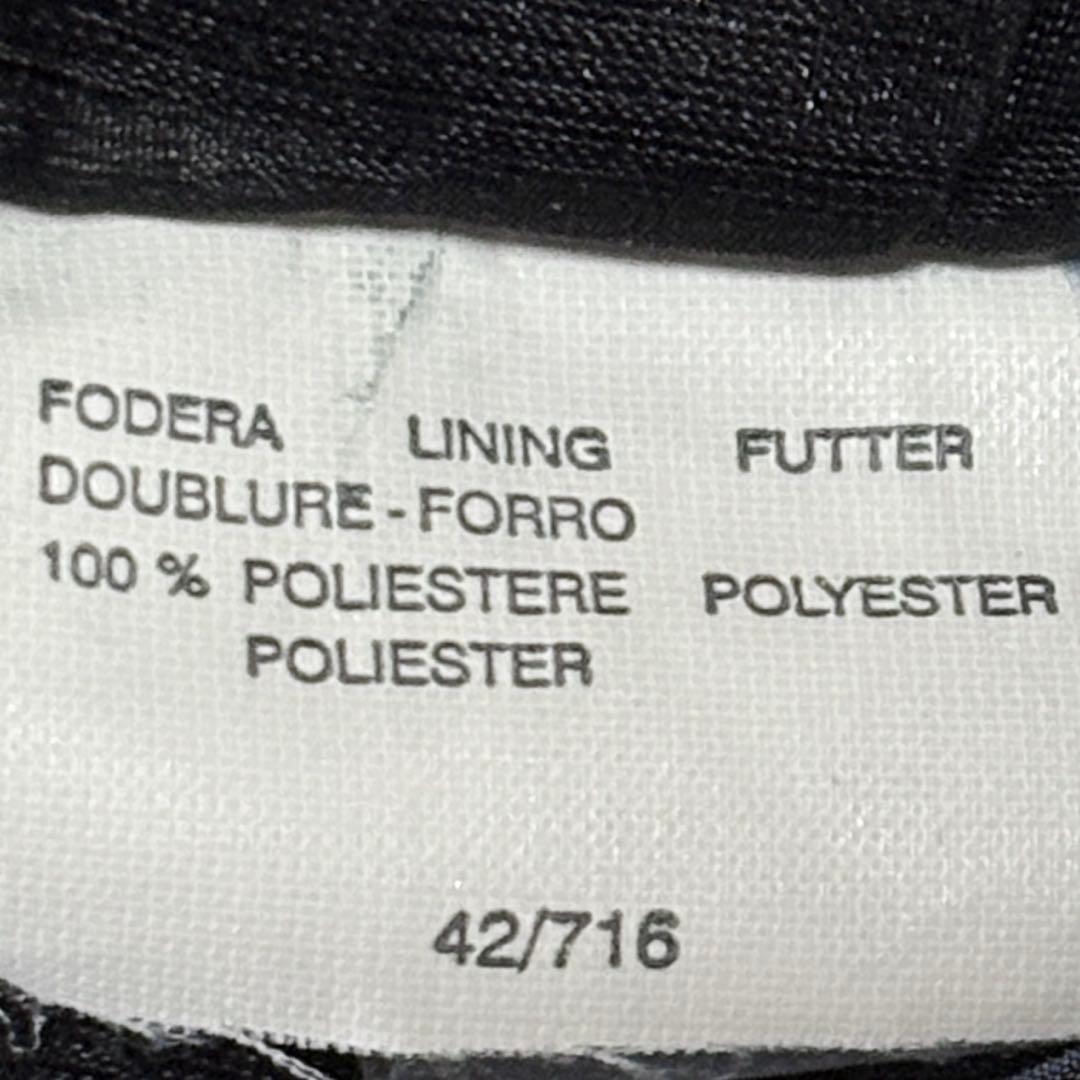 FODERA LINING FUTTER
DOUBLURE - FORRO
100 % POLIESTERE POLYESTER
POLIESTER
42/716